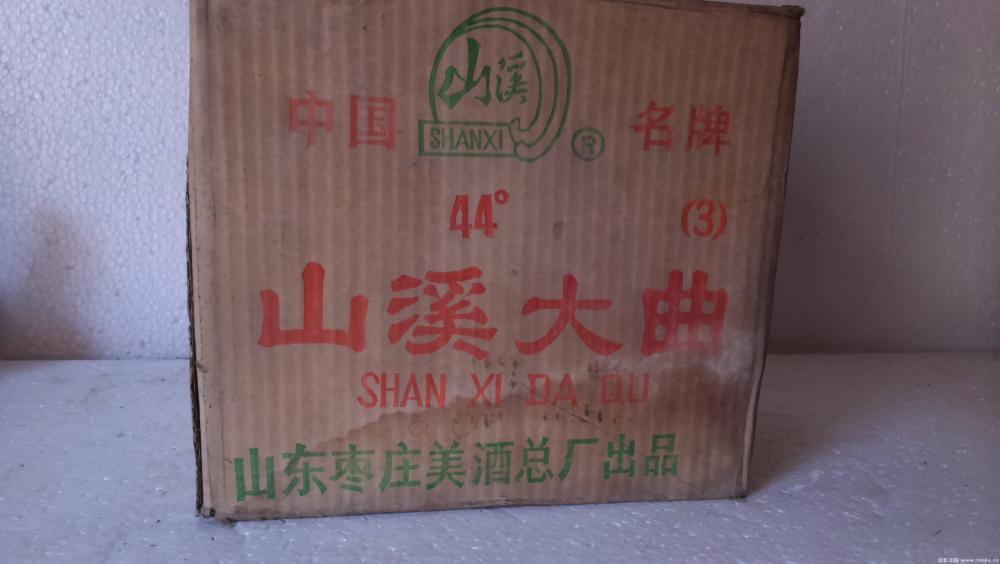 山溪
SHANXI ®
中国 名牌
44° (3)
山溪大曲
SHAN XI DA QU
山东枣庄美酒总厂出品